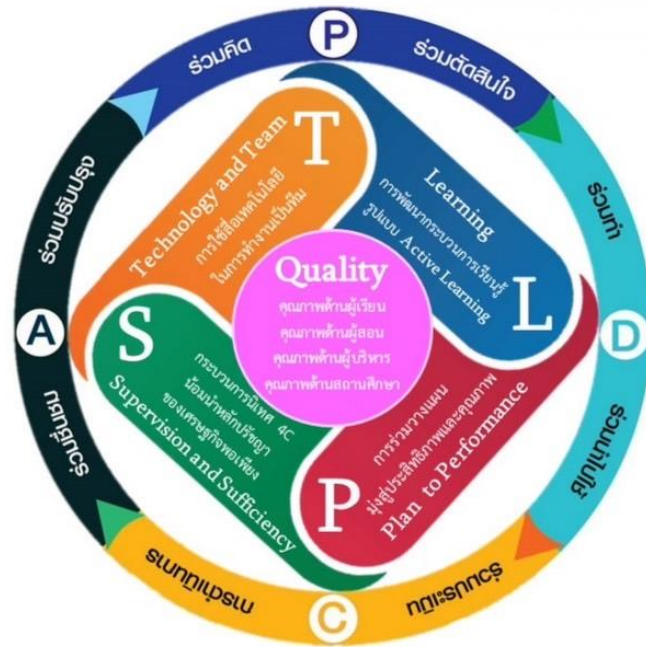 P
ร่วมคิด
ร่วมตัดสินใจ
ร่วมทำ
D
ร่วมนำไปใช้
ร่วมประเมิน
C
การดำเนินการ
ร่วมชื่นชม
A
ร่วมปรับปรุง
T
Technology and Team
การใช้สื่อเทคโนโลยี
ในการทำงานเป็นทีม
Learning
การพัฒนากระบวนการเรียนรู้
รูปแบบ Active Learning
L
Quality
คุณภาพด้านผู้เรียน
คุณภาพด้านผู้สอน
คุณภาพด้านผู้บริหาร
คุณภาพด้านสถานศึกษา
S
กระบวนการนิเทศ 4C
น้อมนำหลักปรัชญา
ของเศรษฐกิจพอเพียง
Supervision and Sufficiency
การร่วมวางแผน
มุ่งสู่ประสิทธิภาพและคุณภาพ
Plan to Performance
P